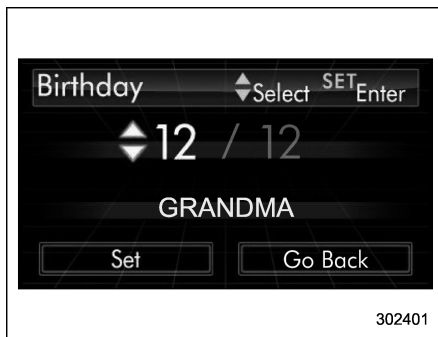 Birthday Select SET Enter
12 / 12
GRANDMA
Set Go Back
302401